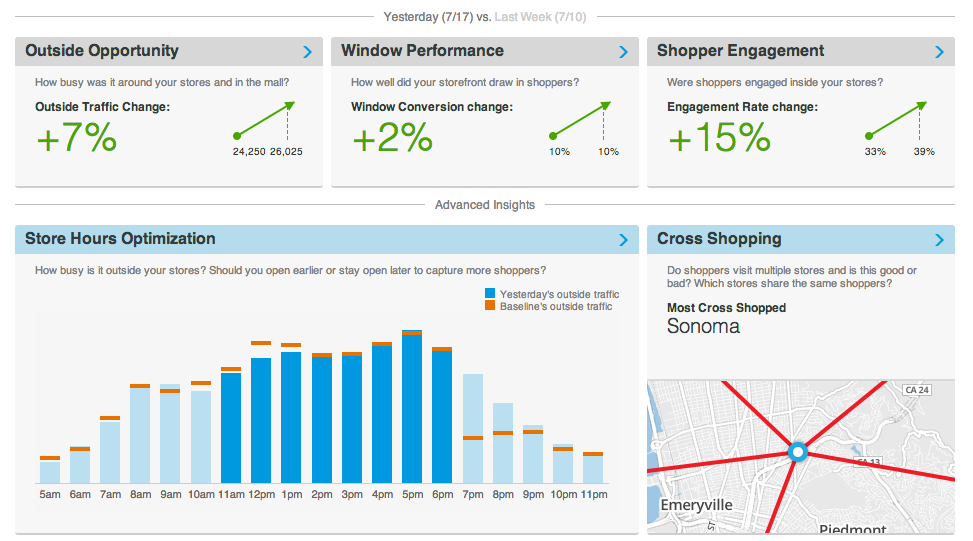 Yesterday (7/17) vs. Last Week (7/10)
Outside Opportunity
How busy was it around your stores and in the mall?
Outside Traffic Change:
+7%
24,250 26,025
Window Performance
How well did your storefront draw in shoppers?
Window Conversion change:
+2%
10% 10%
Shopper Engagement
Were shoppers engaged inside your stores?
Engagement Rate change:
+15%
33% 39%
Advanced Insights
Store Hours Optimization
How busy is it outside your stores? Should you open earlier or stay open later to capture more shoppers?
Yesterday's outside traffic
Baseline's outside traffic
5am 6am 7am 8am 9am 10am 11am 12pm 1pm 2pm 3pm 4pm 5pm 6pm 7pm 8pm 9pm 10pm 11pm
Cross Shopping
Do shoppers visit multiple stores and is this good or
bad? Which stores share the same shoppers?
Most Cross Shopped
Sonoma
CA 24
CA 13
Emeryville
ST
Piedmont